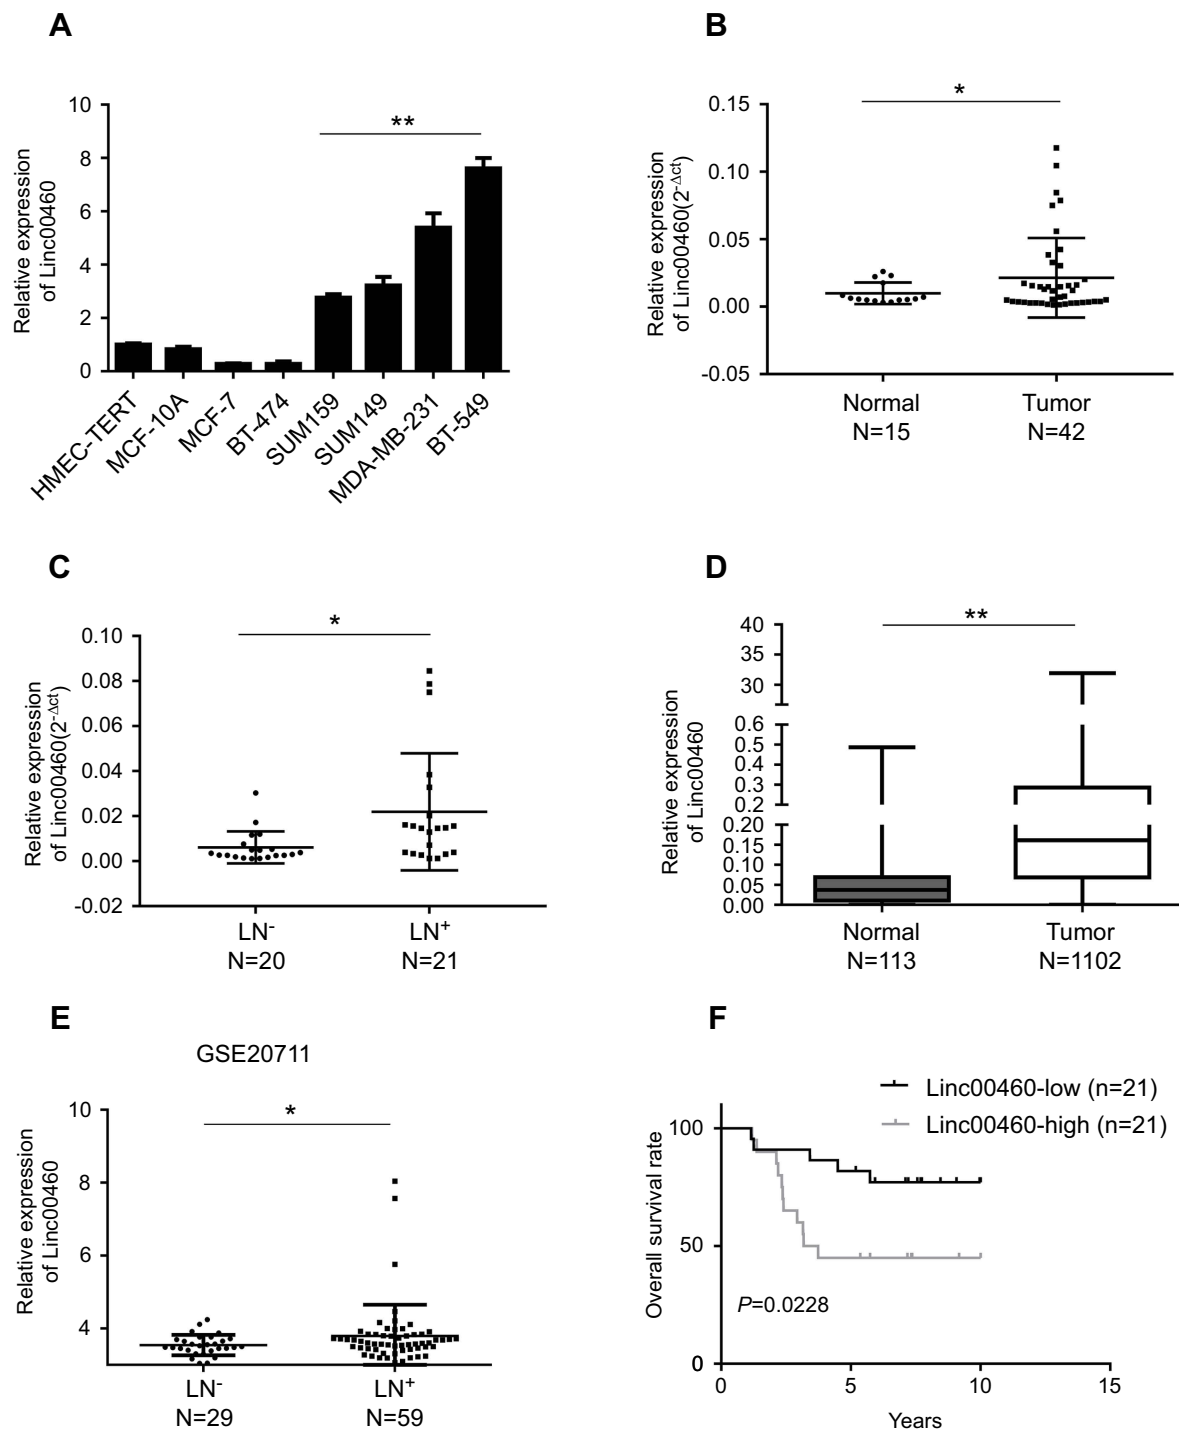 A
Relative expression
of Linc00460
10
8
6
4
2
0
**
HMEC-TERT
MCF-10A
MCF-7
BT-474
SUM159
SUM149
MDA-MB-231
BT-549
B
Relative expression
of Linc00460(2-Δct)
0.15
0.10
0.05
0.00
-0.05
*
Normal
N=15
Tumor
N=42
C
Relative expression
of Linc00460(2-Δct)
0.10
0.08
0.06
0.04
0.02
0.00
-0.02
*
LN-
N=20
LN+
N=21
D
Relative expression
of Linc00460
40
35
30
0.6
0.5
0.4
0.3
0.2
0.20
0.15
0.10
0.05
0.00
**
Normal
N=113
Tumor
N=1102
E
GSE20711
Relative expression
of Linc00460
10
8
6
4
*
LN-
N=29
LN+
N=59
F
Linc00460-low (n=21)
Linc00460-high (n=21)
Overall survival rate
100
50
0
P=0.0228
0
5
10
15
Years